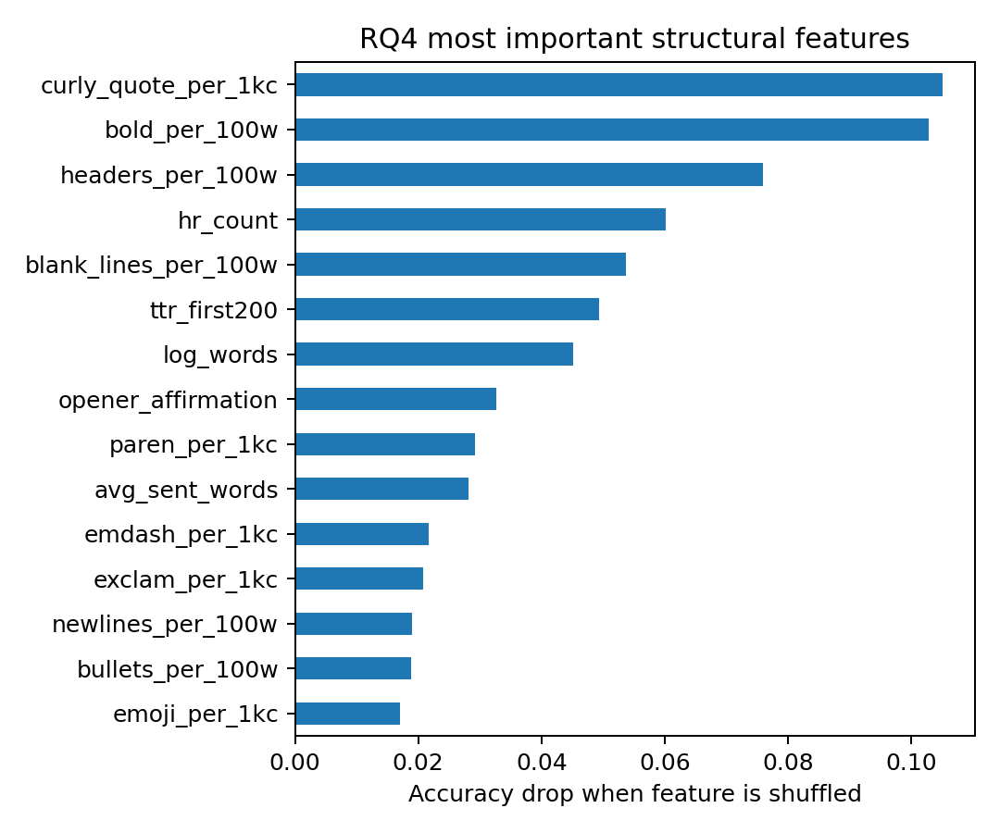 RQ4 most important structural features
curly_quote_per_1kc
bold_per_100w
headers_per_100w
hr_count
blank_lines_per_100w
ttr_first200
log_words
opener_affirmation
paren_per_1kc
avg_sent_words
emdash_per_1kc
exclam_per_1kc
newlines_per_100w
bullets_per_100w
emoji_per_1kc
0.00 0.02 0.04 0.06 0.08 0.10
Accuracy drop when feature is shuffled